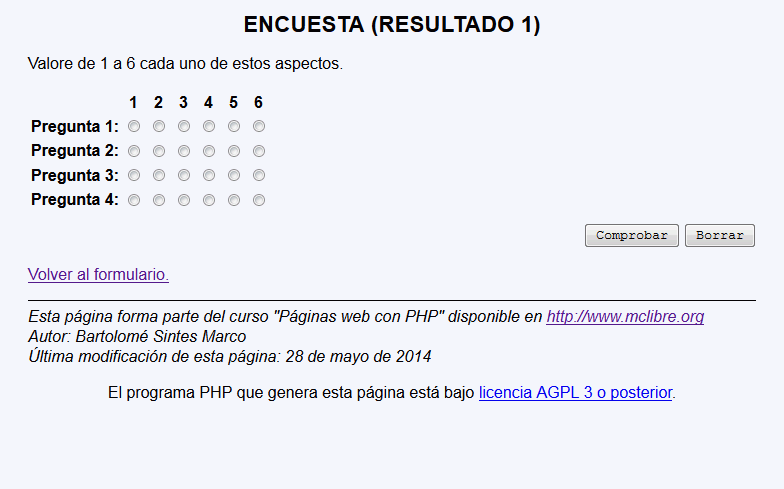 ENCUESTA (RESULTADO 1)
Valore de 1 a 6 cada uno de estos aspectos.
1 2 3 4 5 6
Pregunta 1:
Pregunta 2:
Pregunta 3:
Pregunta 4:
Comprobar Borrar
Volver al formulario.
Esta página forma parte del curso "Páginas web con PHP" disponible en http://www.mclibre.org
Autor: Bartolomé Sintes Marco
Última modificación de esta página: 28 de mayo de 2014
El programa PHP que genera esta página está bajo licencia AGPL 3 o posterior.